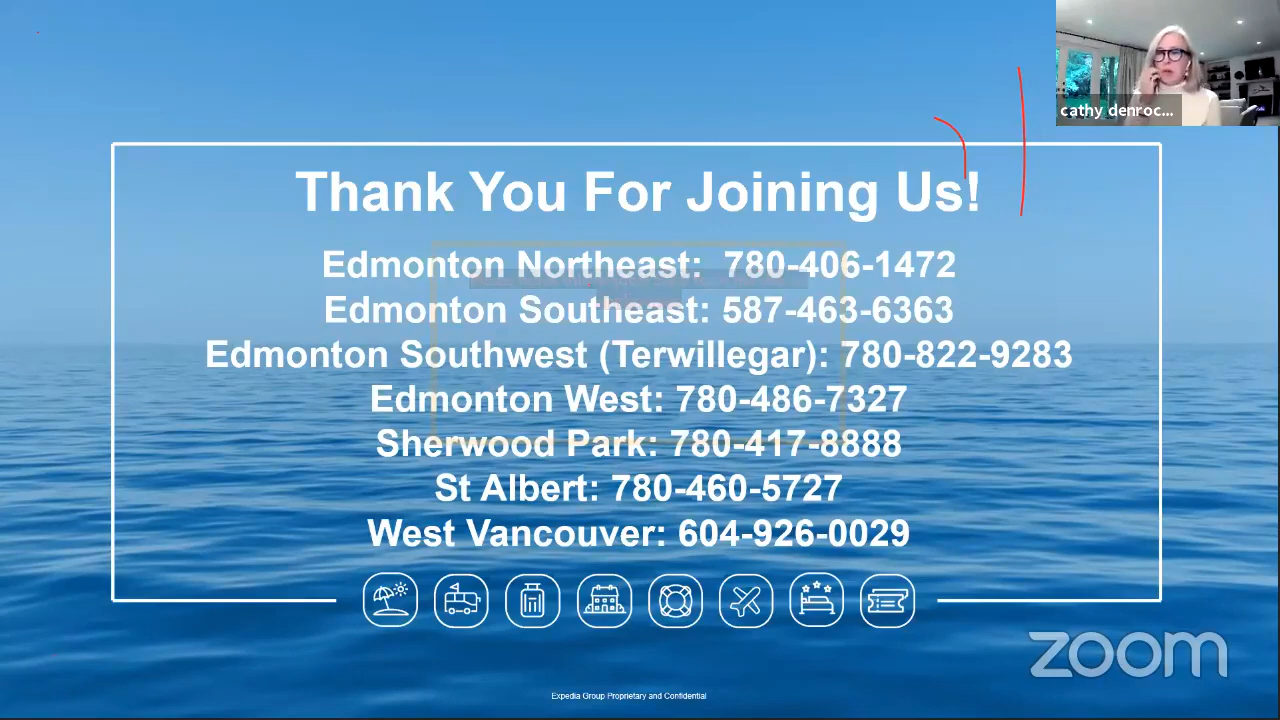 cathy denroc...
Thank You For Joining Us!
Edmonton Northeast: 780-406-1472
Edmonton Southeast: 587-463-6363
Edmonton Southwest (Terwillegar): 780-822-9283
Edmonton West: 780-486-7327
Sherwood Park: 780-417-8888
St Albert: 780-460-5727
West Vancouver: 604-926-0029
zoom
Expedia Group Proprietary and Confidential